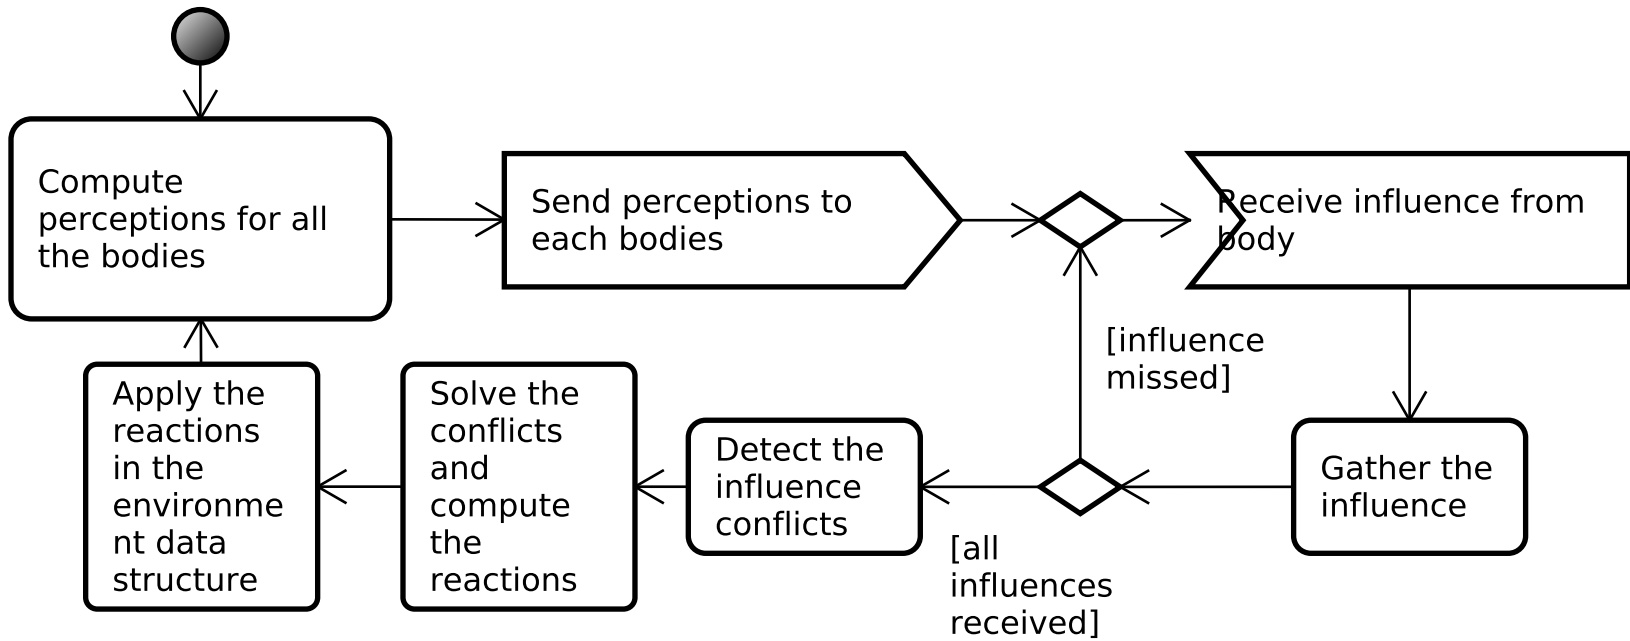 Compute
perceptions for all
the bodies
Send perceptions to
each bodies
Receive influence from
body
[influence
missed]
Apply the
reactions
in the
environme
nt data
structure
Solve the
conflicts
and
compute
the
reactions
Detect the
influence
conflicts
Gather the
influence
[all
influences
received]